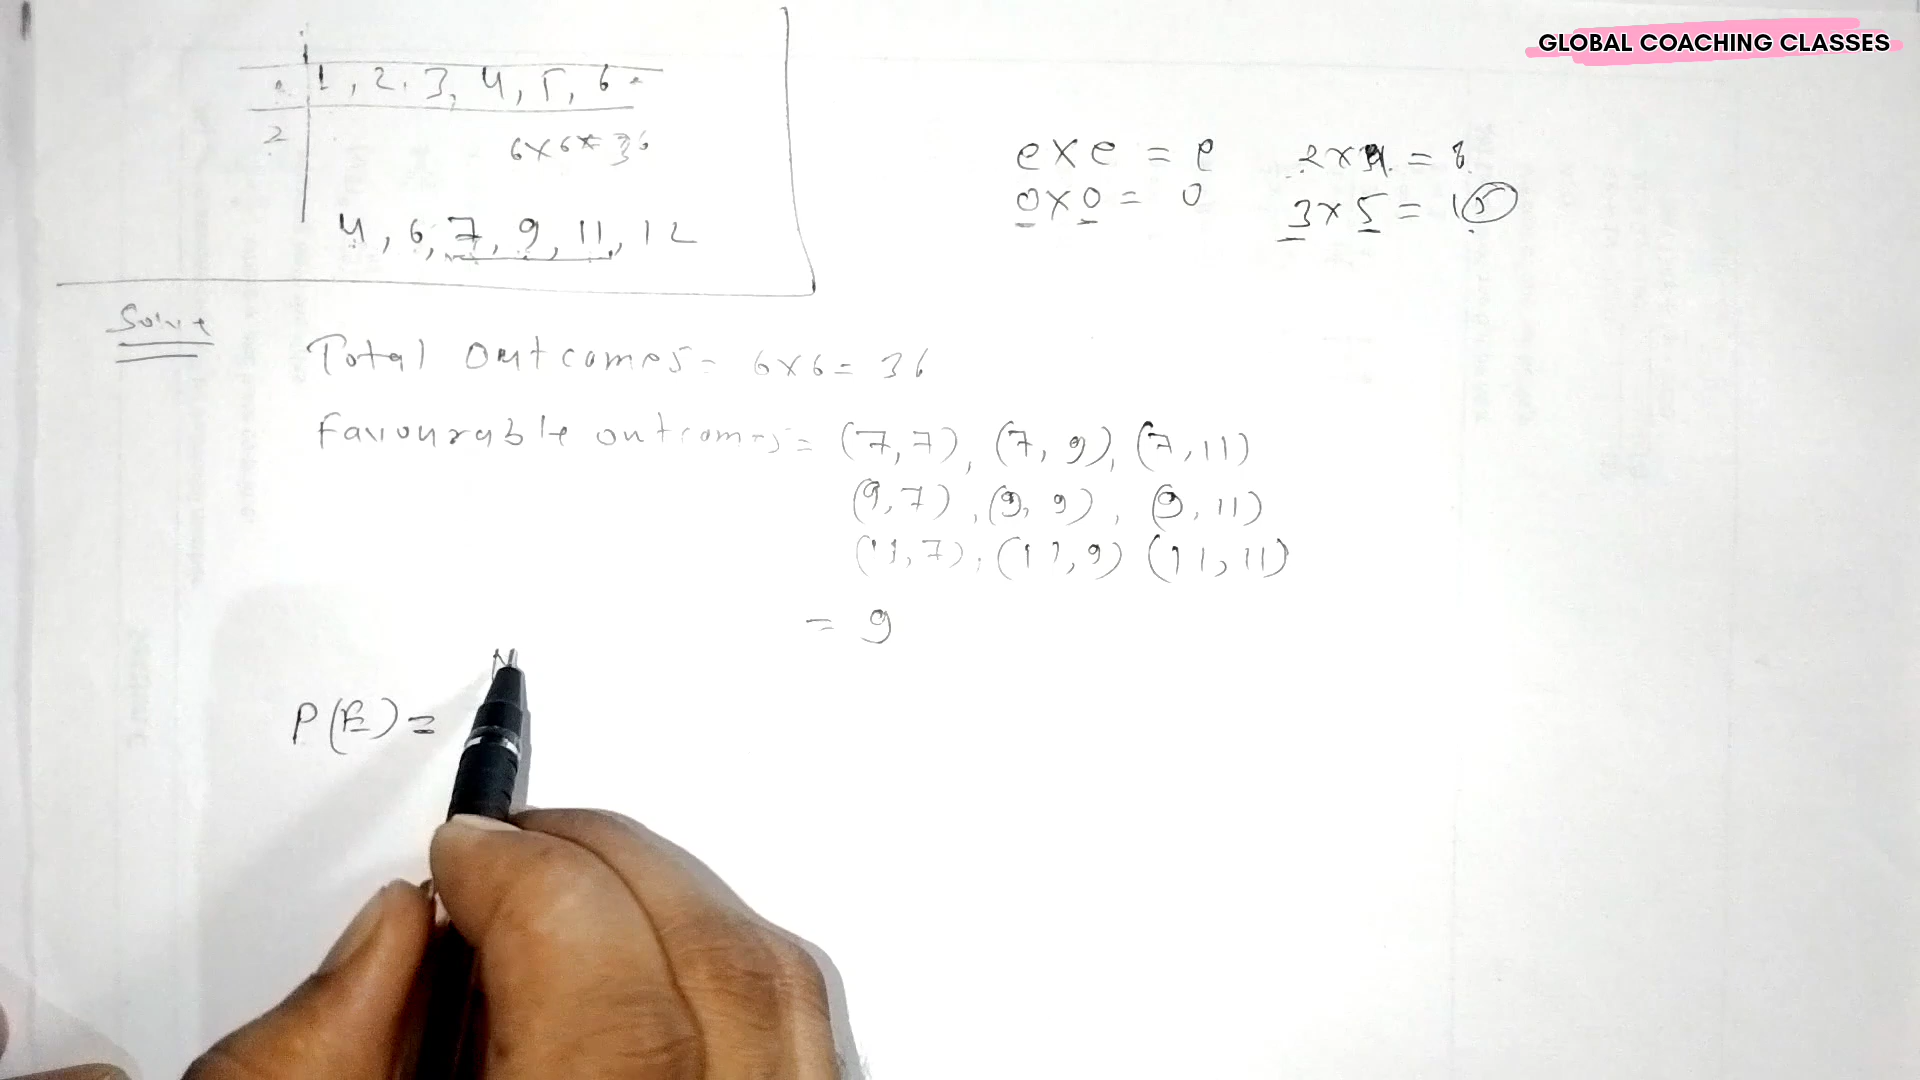 GLOBAL COACHING CLASSES
1, 2, 3, 4, 5, 6
2
6×6=36
4, 6, 7, 9, 11, 12
e×e = e 2×4 = 8
o×o = o 3×5 = 15
Solve
Total outcomes = 6×6 = 36
Favourable outcomes = (7,7), (7,9), (7,11)
(9,7), (9,9), (9,11)
(11,7), (11,9) (11,11)
= 9
N
P(E) =